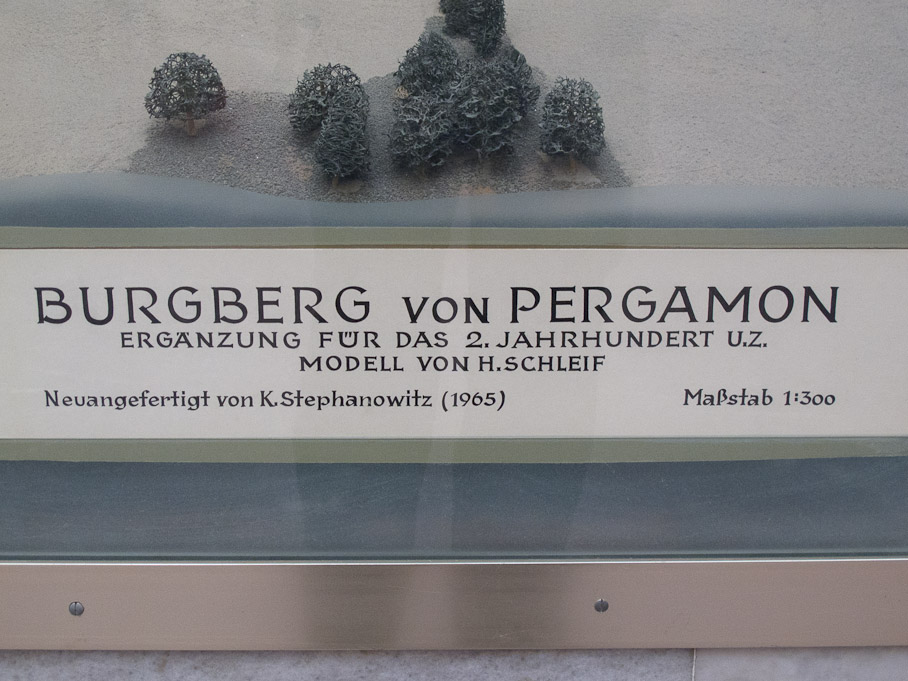 BURGBERG VON PERGAMON
ERGÄNZUNG FÜR DAS 2. JAHRHUNDERT U.Z.
MODELL VON H.SCHLEIF
Neuangefertigt von K.Stephanowitz (1965) Maßstab 1:300